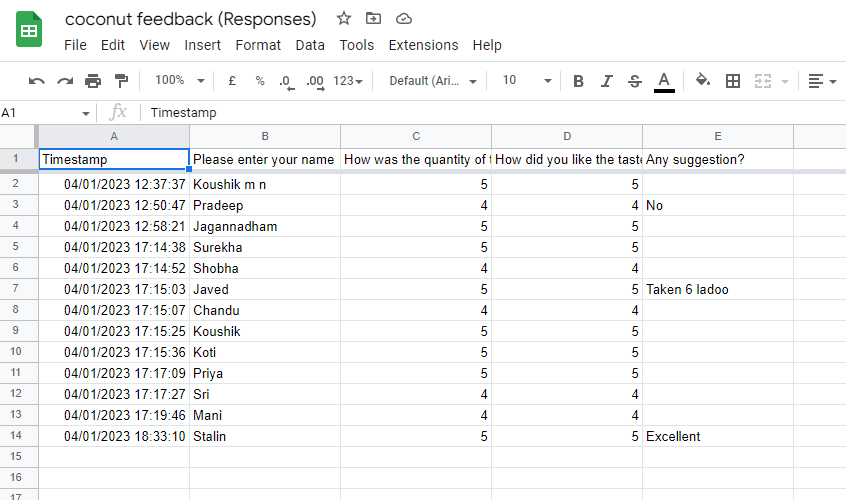 coconut feedback (Responses)
File Edit View Insert Format Data Tools Extensions Help
100% £ % .0 .00 123 Default (Ari... 10 B I S A
A1 fx Timestamp
A B C D E
1 Timestamp Please enter your name How was the quantity of t How did you like the taste Any suggestion?
2 04/01/2023 12:37:37 Koushik m n 5 5
3 04/01/2023 12:50:47 Pradeep 4 4 No
4 04/01/2023 12:58:21 Jagannadham 5 5
5 04/01/2023 17:14:38 Surekha 5 5
6 04/01/2023 17:14:52 Shobha 4 4
7 04/01/2023 17:15:03 Javed 5 5 Taken 6 ladoo
8 04/01/2023 17:15:07 Chandu 4 4
9 04/01/2023 17:15:25 Koushik 5 5
10 04/01/2023 17:15:36 Koti 5 5
11 04/01/2023 17:17:09 Priya 5 5
12 04/01/2023 17:17:27 Sri 4 4
13 04/01/2023 17:19:46 Mani 4 4
14 04/01/2023 18:33:10 Stalin 5 5 Excellent
15
16
17